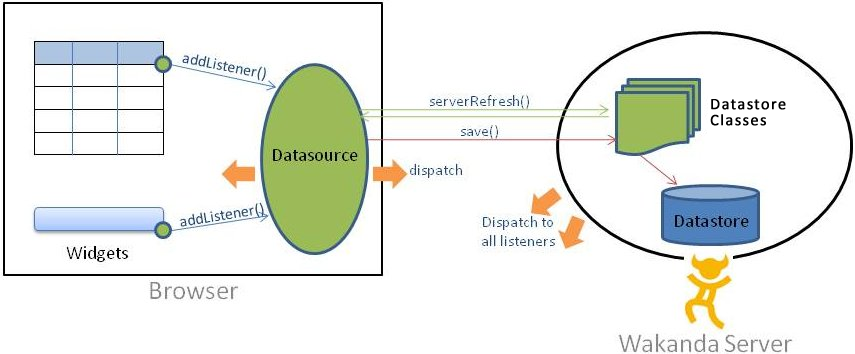 addListener()
serverRefresh()
Datastore
Classes
save()
Datasource
dispatch
addListener()
Dispatch to
all listeners
Datastore
Widgets
Browser
Wakanda Server